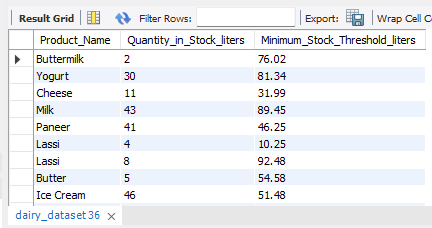 Result Grid Filter Rows: Export: Wrap Cell Co
Product_Name Quantity_in_Stock_liters Minimum_Stock_Threshold_liters
Buttermilk 2 76.02
Yogurt 30 81.34
Cheese 11 31.99
Milk 43 89.45
Paneer 41 46.25
Lassi 4 10.25
Lassi 8 92.48
Butter 5 54.58
Ice Cream 46 51.48
dairy_dataset 36